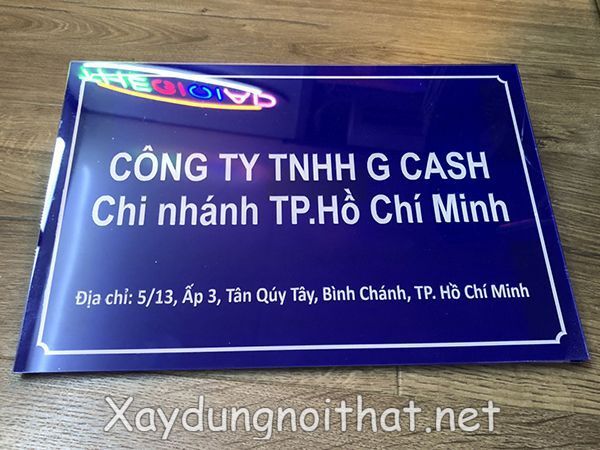 THEGIOIAD
CÔNG TY TNHH G CASH
Chi nhánh TP.Hồ Chí Minh
Địa chỉ: 5/13, Ấp 3, Tân Qúy Tây, Bình Chánh, TP. Hồ Chí Minh
Xaydungnoithat.net